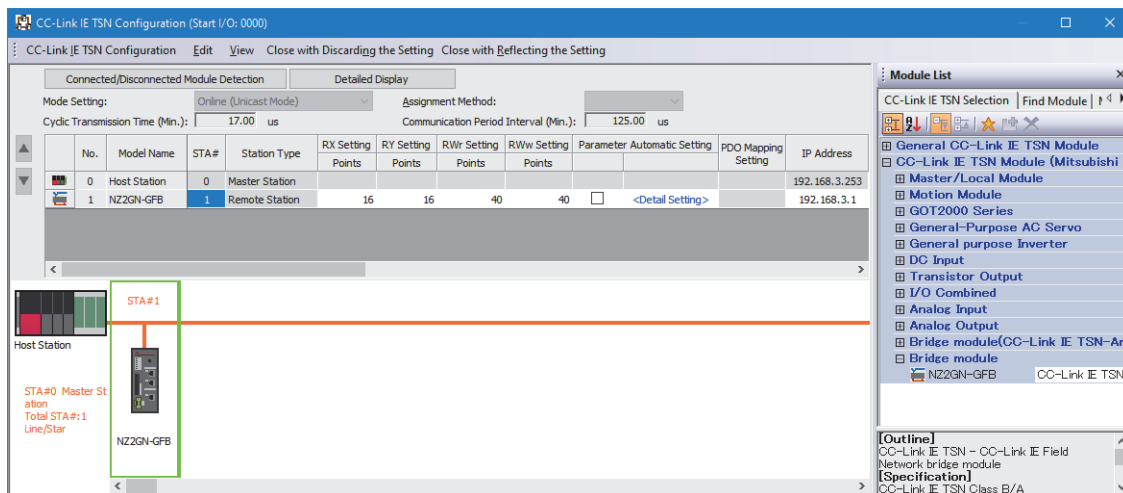 CC-Link IE TSN Configuration (Start I/O: 0000)
CC-Link IE TSN Configuration Edit View Close with Discarding the Setting Close with Reflecting the Setting
Connected/Disconnected Module Detection Detailed Display
Mode Setting: Online (Unicast Mode) Assignment Method:
Cyclic Transmission Time (Min.): 17.00 us Communication Period Interval (Min.): 125.00 us
No. Model Name STA# Station Type RX Setting RY Setting RWr Setting RWw Setting Parameter Automatic Setting PDO Mapping Setting IP Address
Points Points Points Points
0 Host Station 0 Master Station 192.168.3.253
1 NZ2GN-GFB 1 Remote Station 16 16 40 40 <Detail Setting> 192.168.3.1
STA#1
Host Station
STA#0 Master St
ation
Total STA#:1
Line/Star
NZ2GN-GFB
Module List
CC-Link IE TSN Selection Find Module
General CC-Link IE TSN Module
CC-Link IE TSN Module (Mitsubishi
Master/Local Module
Motion Module
GOT2000 Series
General-Purpose AC Servo
General purpose Inverter
DC Input
Transistor Output
I/O Combined
Analog Input
Analog Output
Bridge module(CC-Link IE TSN-An
Bridge module
NZ2GN-GFB CC-Link IE TSN
[Outline]
CC-Link IE TSN - CC-Link IE Field
Network bridge module
[Specification]
CC-Link IE TSN Class B/A